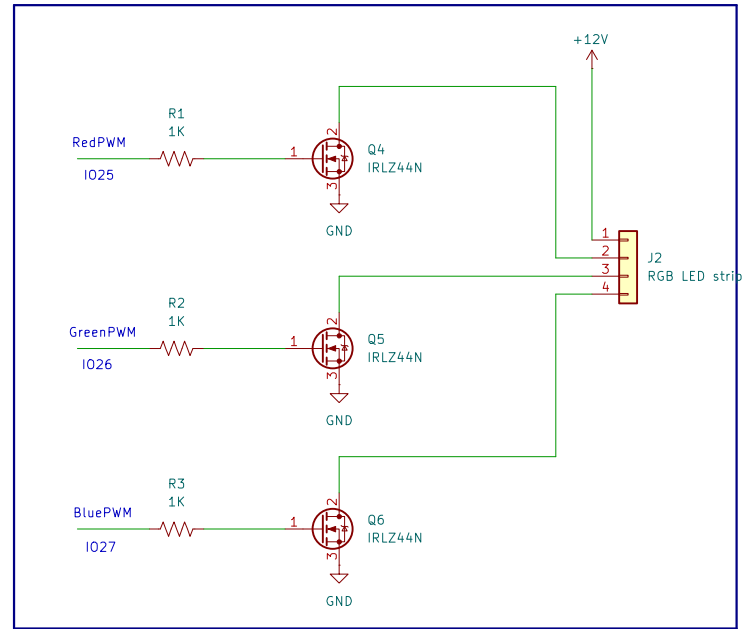 +12V
R1
1K
RedPWM
IO25
1
2
3
Q4
IRLZ44N
GND
1
2
3
4
J2
RGB LED strip
R2
1K
GreenPWM
IO26
1
2
3
Q5
IRLZ44N
GND
R3
1K
BluePWM
IO27
1
2
3
Q6
IRLZ44N
GND